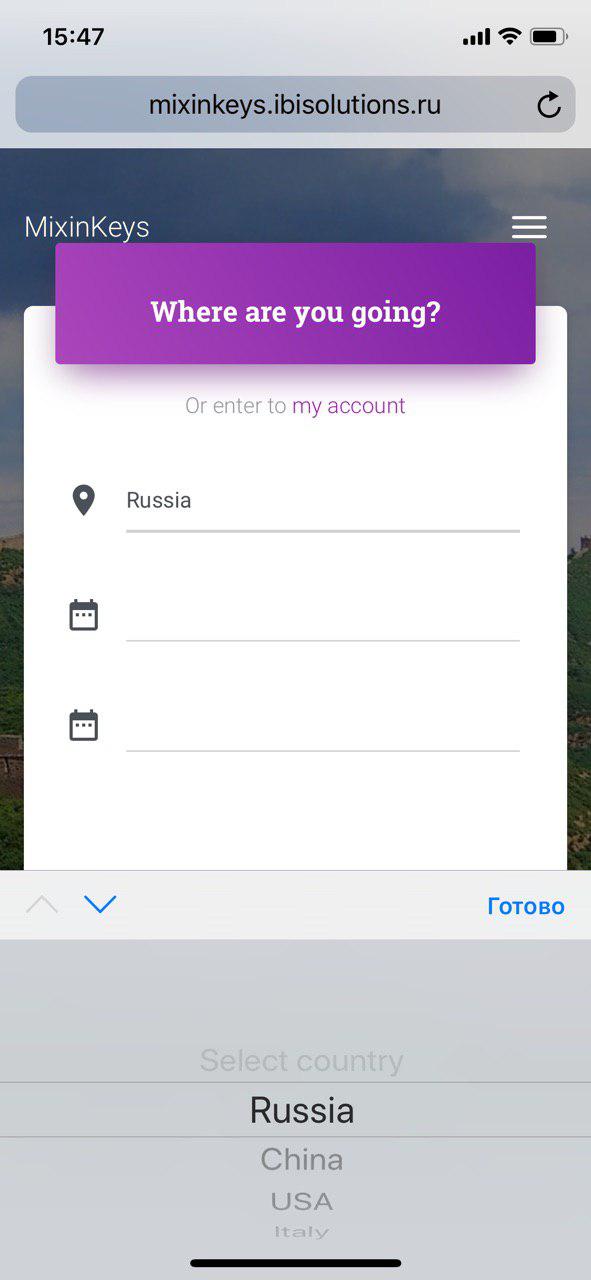 15:47
mixinkeys.ibisolutions.ru
MixinKeys
Where are you going?
Or enter to my account
Russia
Готово
Select country
Russia
China
USA
Italy